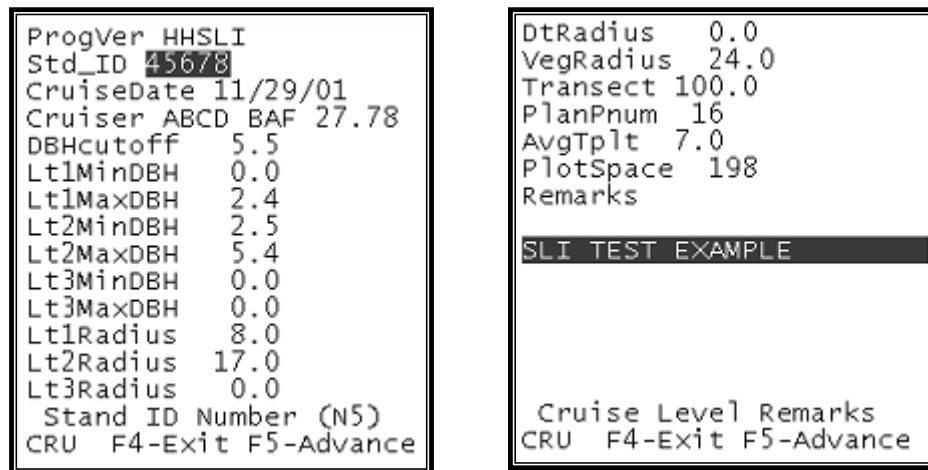 ProgVer HHSLI
Std_ID 45678
CruiseDate 11/29/01
Cruiser ABCD BAF 27.78
DBHcutoff 5.5
Lt1MinDBH 0.0
Lt1MaxDBH 2.4
Lt2MinDBH 2.5
Lt2MaxDBH 5.4
Lt3MinDBH 0.0
Lt3MaxDBH 0.0
Lt1Radius 8.0
Lt2Radius 17.0
Lt3Radius 0.0
Stand ID Number (N5)
CRU F4-Exit F5-Advance
DtRadius 0.0
VegRadius 24.0
Transect 100.0
PlanPnum 16
AvgTplt 7.0
PlotSpace 198
Remarks
SLI TEST EXAMPLE
Cruise Level Remarks
CRU F4-Exit F5-Advance